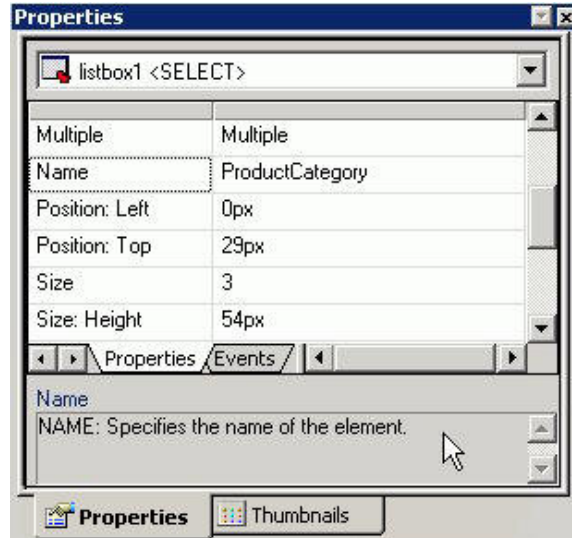 Properties
listbox1 <SELECT>
Multiple Multiple
Name ProductCategory
Position: Left 0px
Position: Top 29px
Size 3
Size: Height 54px
Properties Events
Name
NAME: Specifies the name of the element.
Properties Thumbnails